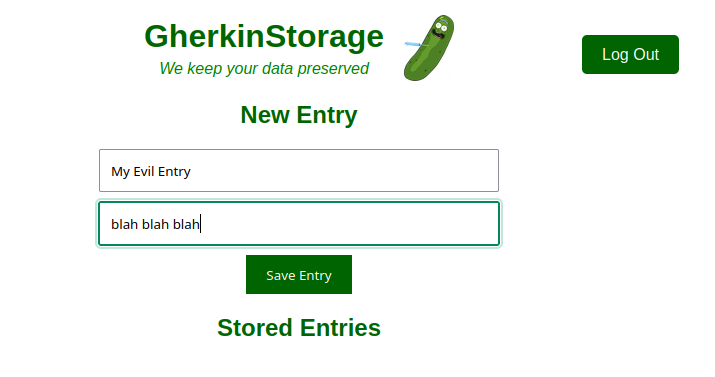 GherkinStorage
We keep your data preserved
Log Out
New Entry
My Evil Entry
blah blah blah
Save Entry
Stored Entries